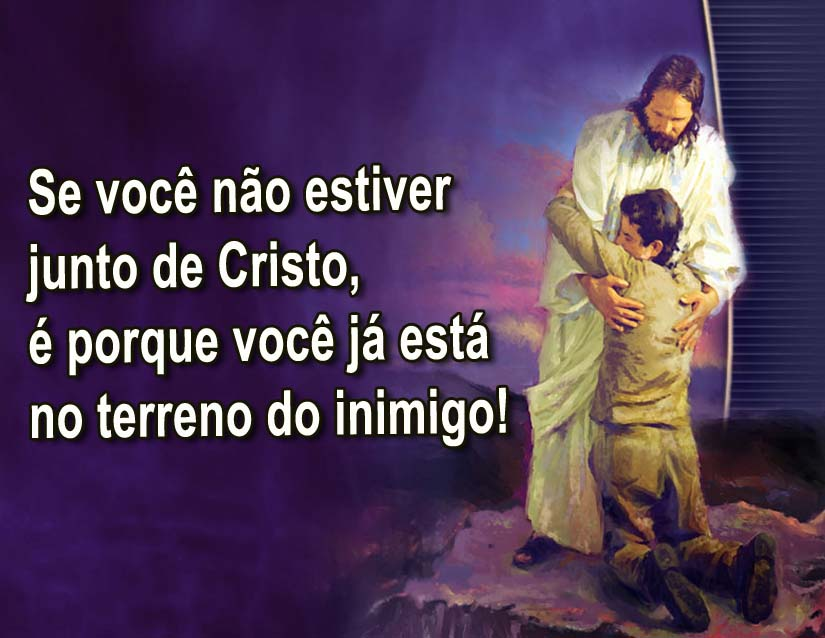 Se você não estiver
junto de Cristo,
é porque você já está
no terreno do inimigo!